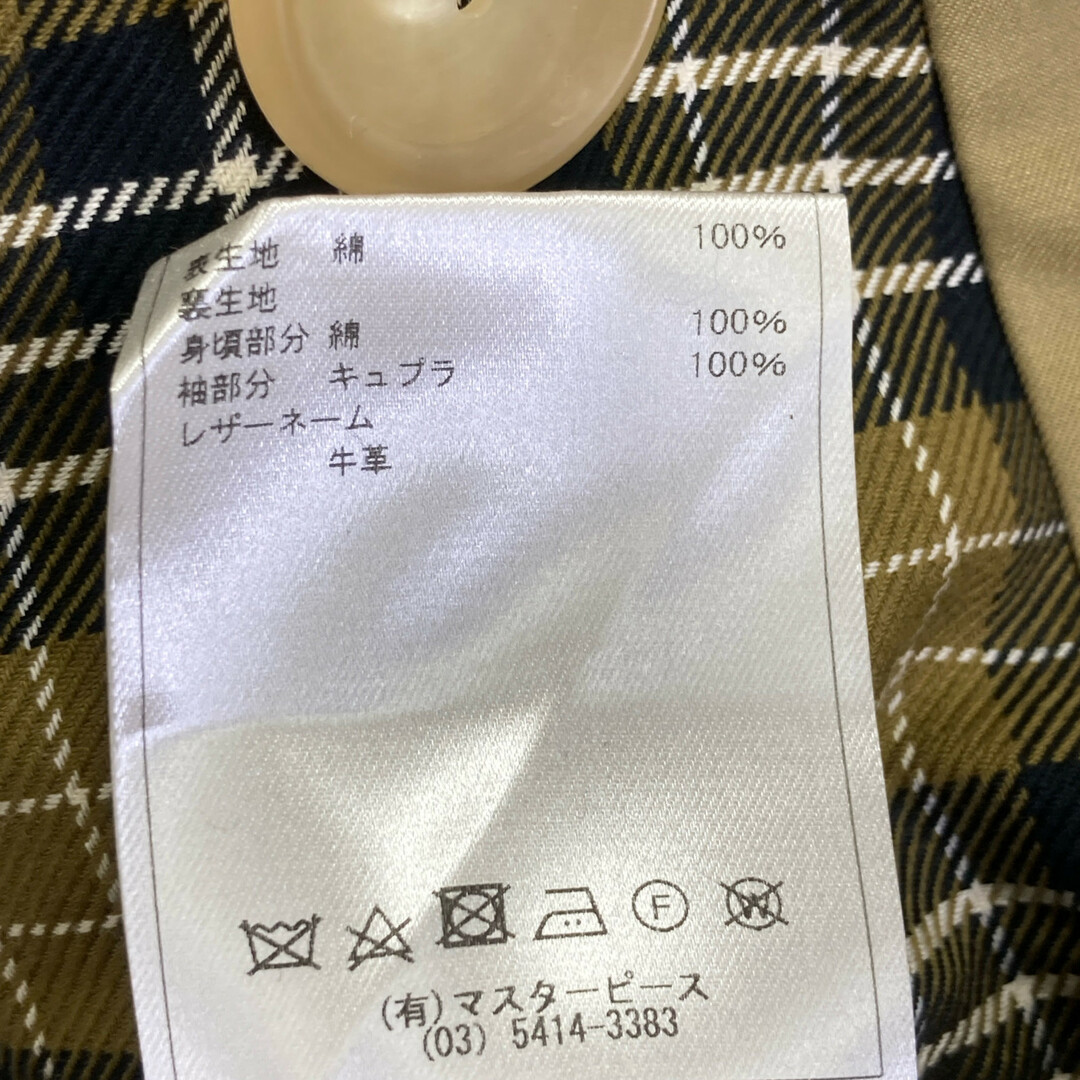 表生地 綿 100%
裏生地
身頃部分 綿 100%
袖部分 キュプラ 100%
レザーネーム
牛革
F W
(有)マスターピース
(03) 5414-3383